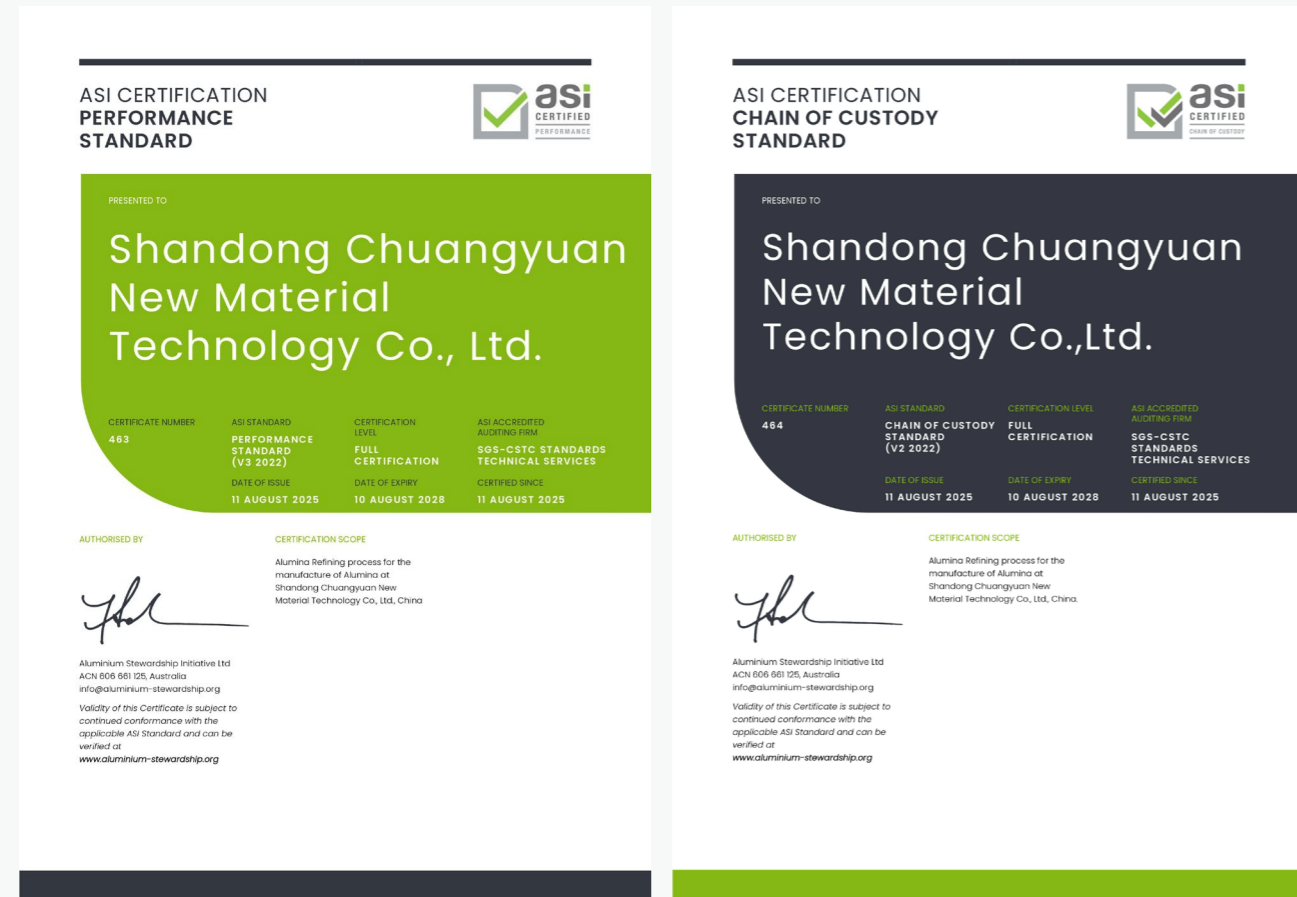 ASI CERTIFICATION
PERFORMANCE
STANDARD
asi
CERTIFIED
PERFORMANCE
PRESENTED TO
Shandong Chuangyuan
New Material
Technology Co., Ltd.
CERTIFICATE NUMBER
463
ASI STANDARD
PERFORMANCE
STANDARD
(V3 2022)
CERTIFICATION
LEVEL
FULL
CERTIFICATION
ASI ACCREDITED
AUDITING FIRM
SGS-CSTC STANDARDS
TECHNICAL SERVICES
DATE OF ISSUE
11 AUGUST 2025
DATE OF EXPIRY
10 AUGUST 2028
CERTIFIED SINCE
11 AUGUST 2025
AUTHORISED BY
Aluminium Stewardship Initiative Ltd
ACN 606 661 125, Australia
info@aluminium-stewardship.org
Validity of this Certificate is subject to
continued conformance with the
applicable ASI Standard and can be
verified at
www.aluminium-stewardship.org
CERTIFICATION SCOPE
Alumina Refining process for the
manufacture of Alumina at
Shandong Chuangyuan New
Material Technology Co., Ltd., China
ASI CERTIFICATION
CHAIN OF CUSTODY
STANDARD
asi
CERTIFIED
CHAIN OF CUSTODY
PRESENTED TO
Shandong Chuangyuan
New Material
Technology Co.,Ltd.
CERTIFICATE NUMBER
464
ASI STANDARD
CHAIN OF CUSTODY
STANDARD
(V2 2022)
CERTIFICATION LEVEL
FULL
CERTIFICATION
ASI ACCREDITED
AUDITING FIRM
SGS-CSTC
STANDARDS
TECHNICAL SERVICES
DATE OF ISSUE
11 AUGUST 2025
DATE OF EXPIRY
10 AUGUST 2028
CERTIFIED SINCE
11 AUGUST 2025
AUTHORISED BY
Aluminium Stewardship Initiative Ltd
ACN 606 661 125, Australia
info@aluminium-stewardship.org
Validity of this Certificate is subject to
continued conformance with the
applicable ASI Standard and can be
verified at
www.aluminium-stewardship.org
CERTIFICATION SCOPE
Alumina Refining process for the
manufacture of Alumina at
Shandong Chuangyuan New
Material Technology Co., Ltd., China.